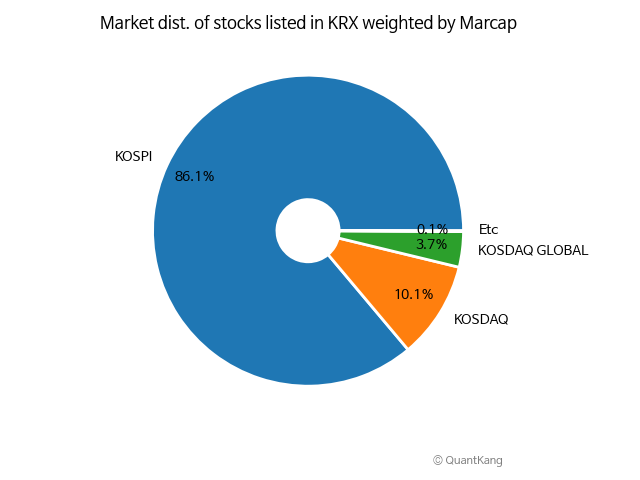 Market dist. of stocks listed in KRX weighted by Marcap
KOSPI
86.1%
0.1%
Etc
3.7%
KOSDAQ GLOBAL
10.1%
KOSDAQ
© QuantKang